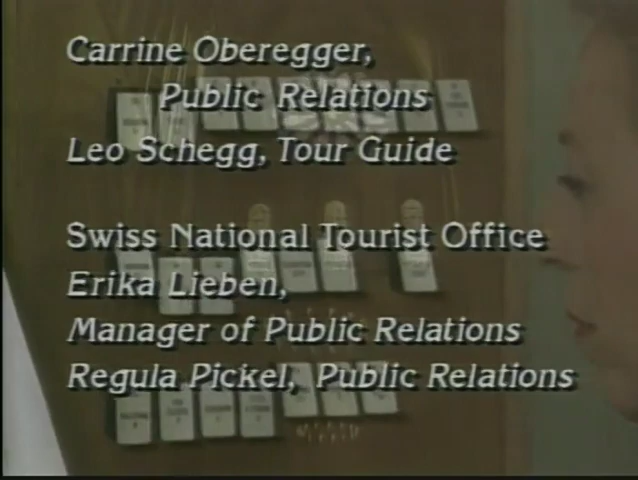 Carrine Oberegger,
Public Relations
Leo Schegg, Tour Guide
Swiss National Tourist Office
Erika Lieben,
Manager of Public Relations
Regula Pickel, Public Relations